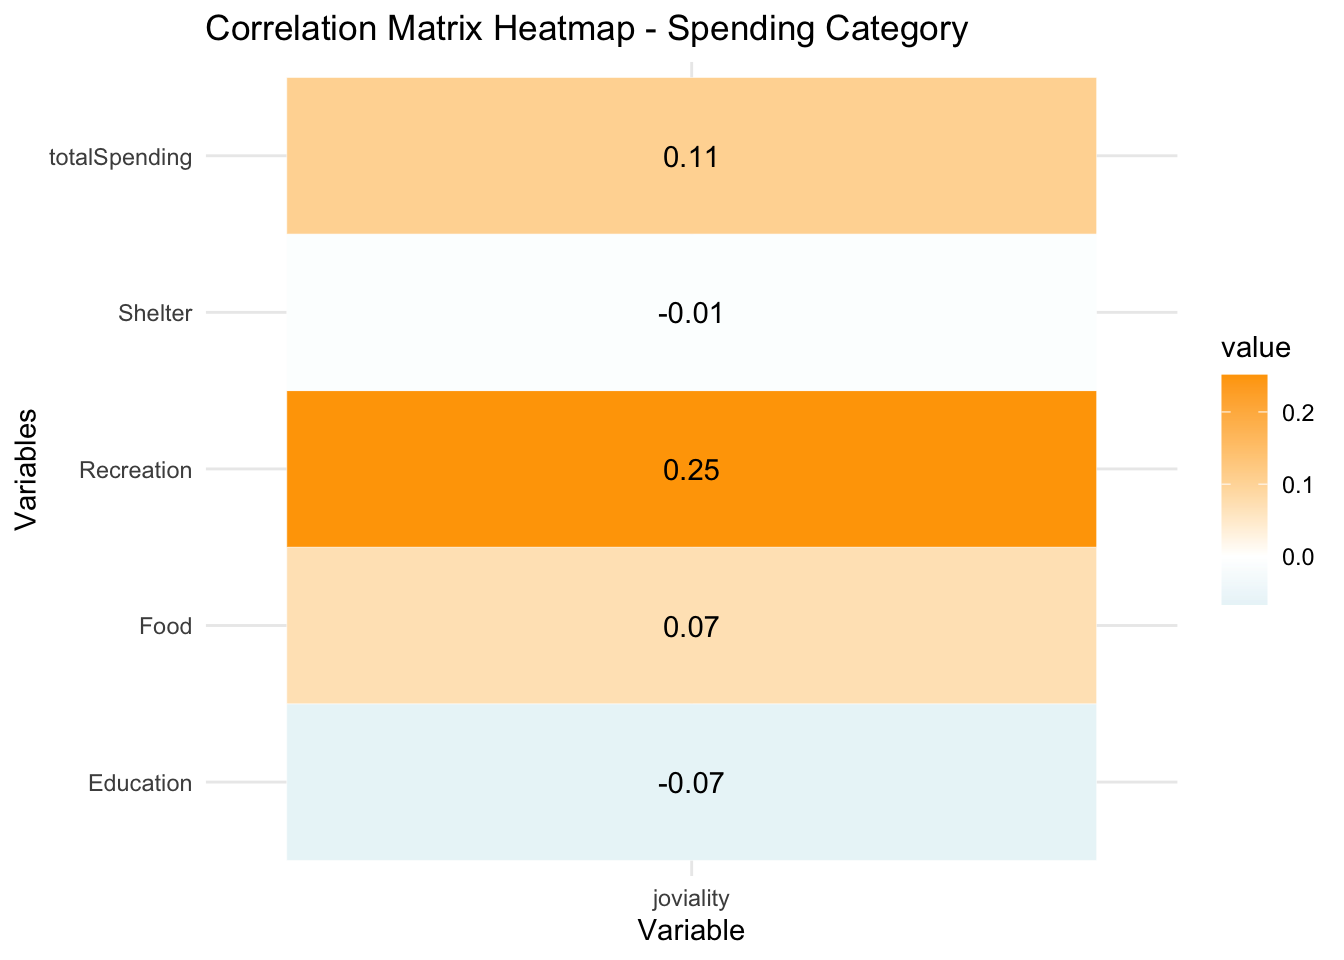 Correlation Matrix Heatmap - Spending Category
totalSpending
0.11
Shelter
-0.01
Recreation
0.25
Food
0.07
Education
-0.07
Variables
joviality
Variable
value
0.2
0.1
0.0